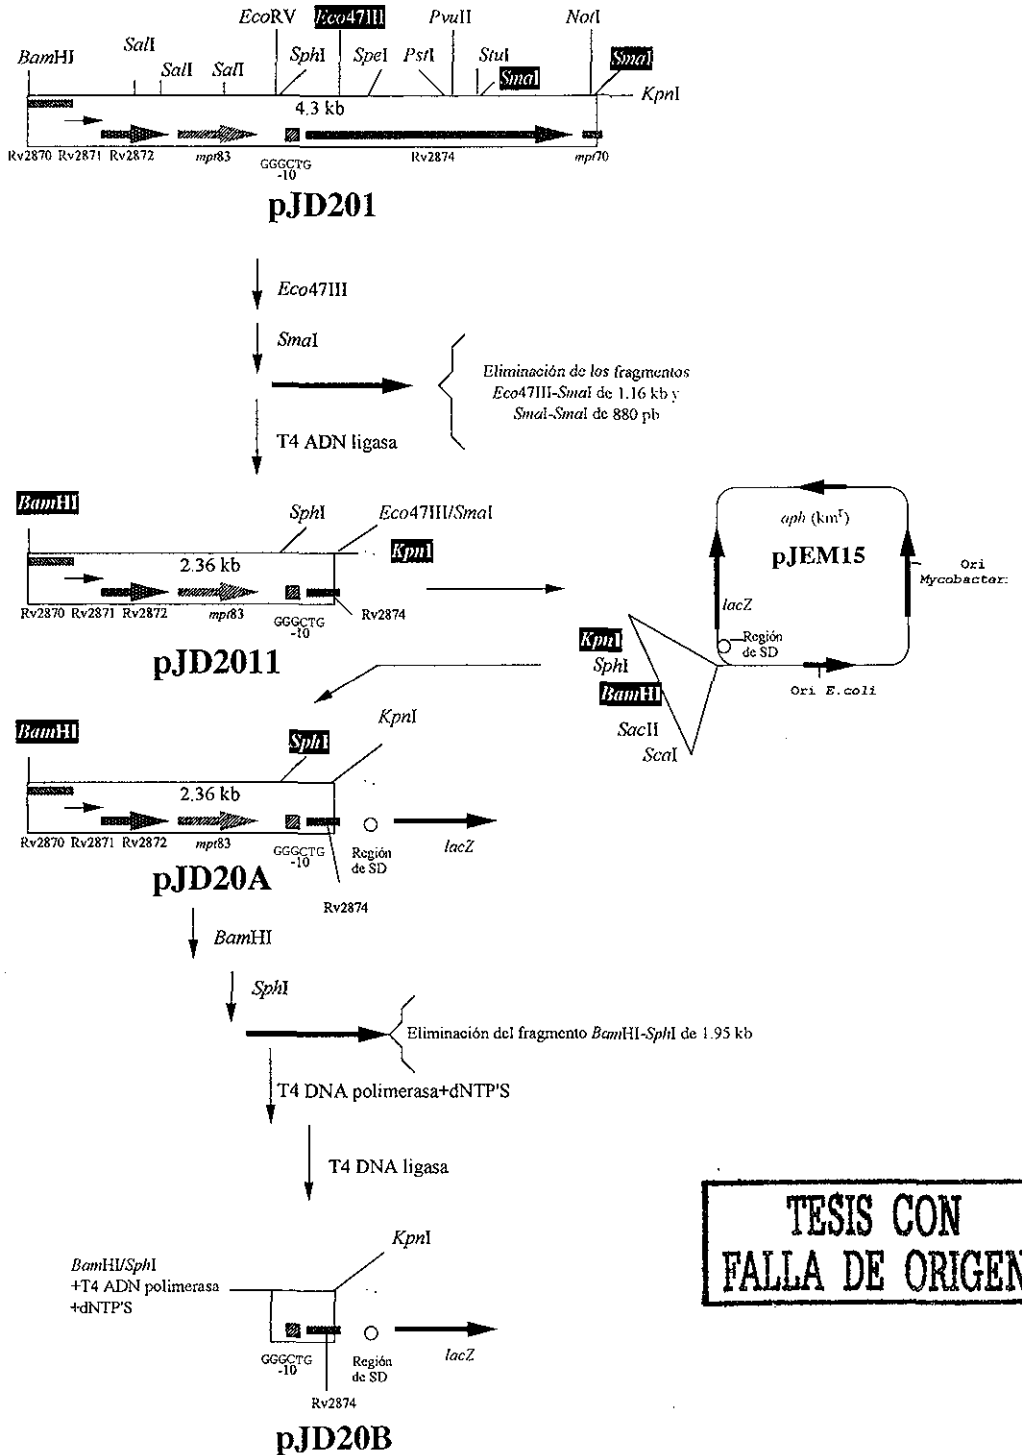 EcoRV Eco47III PvuII NotI
BamHI SalI SalI SalI SphI SpeI PstI StuI SmaI SmaI
KpnI
4.3 kb
Rv2870 Rv2871 Rv2872 mpt83 GGGCTG Rv2874 mpt70
-10
pJD201
Eco47III
SmaI
Eliminación de los fragmentos
Eco47III-SmaI de 1.16 kb y
SmaI-SmaI de 880 pb
T4 ADN ligasa
BamHI SphI Eco47III/SmaI
KpnI
2.36 kb
Rv2870 Rv2871 Rv2872 mpt83 GGGCTG Rv2874
-10
pJD2011
aph (kmr)
pJEM15
Ori
Mycobacter
lacZ
Región
de SD
Ori E.coli
KpnI
SphI
BamHI
SacII
ScaI
BamHI SphI KpnI
2.36 kb
Rv2870 Rv2871 Rv2872 mpt83 GGGCTG Región lacZ
-10 de SD
Rv2874
pJD20A
BamHI
SphI
Eliminación del fragmento BamHI-SphI de 1.95 kb
T4 DNA polimerasa+dNTP'S
T4 DNA ligasa
BamHI/SphI
+T4 ADN polimerasa
+dNTP'S
KpnI
GGGCTG Región lacZ
-10 de SD
Rv2874
pJD20B
TESIS CON
FALLA DE ORIGEN